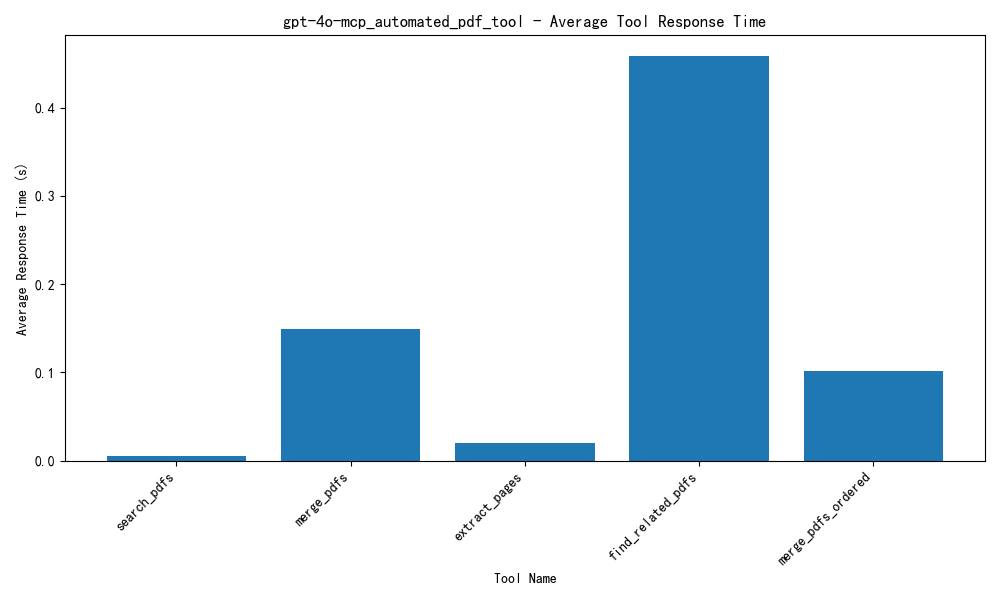 gpt-4o-mcp_automated_pdf_tool - Average Tool Response Time
Average Response Time (s)
0.4
0.3
0.2
0.1
0.0
search_pdfs
merge_pdfs
extract_pages
find_related_pdfs
merge_pdfs_ordered
Tool Name